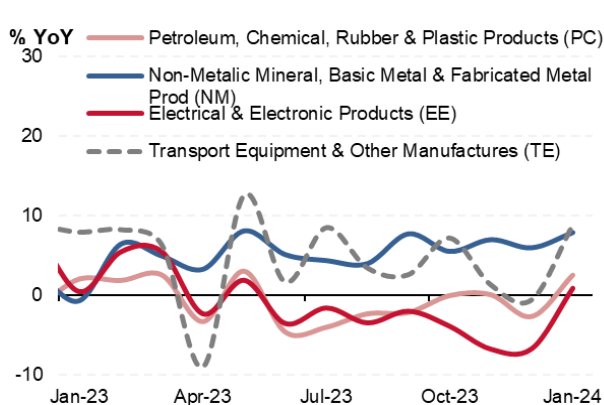 % YoY
30
Petroleum, Chemical, Rubber & Plastic Products (PC)
Non-Metalic Mineral, Basic Metal & Fabricated Metal
Prod (NM)
Electrical & Electronic Products (EE)
20
Transport Equipment & Other Manufactures (TE)
10
0
-10
Jan-23 Apr-23 Jul-23 Oct-23 Jan-24